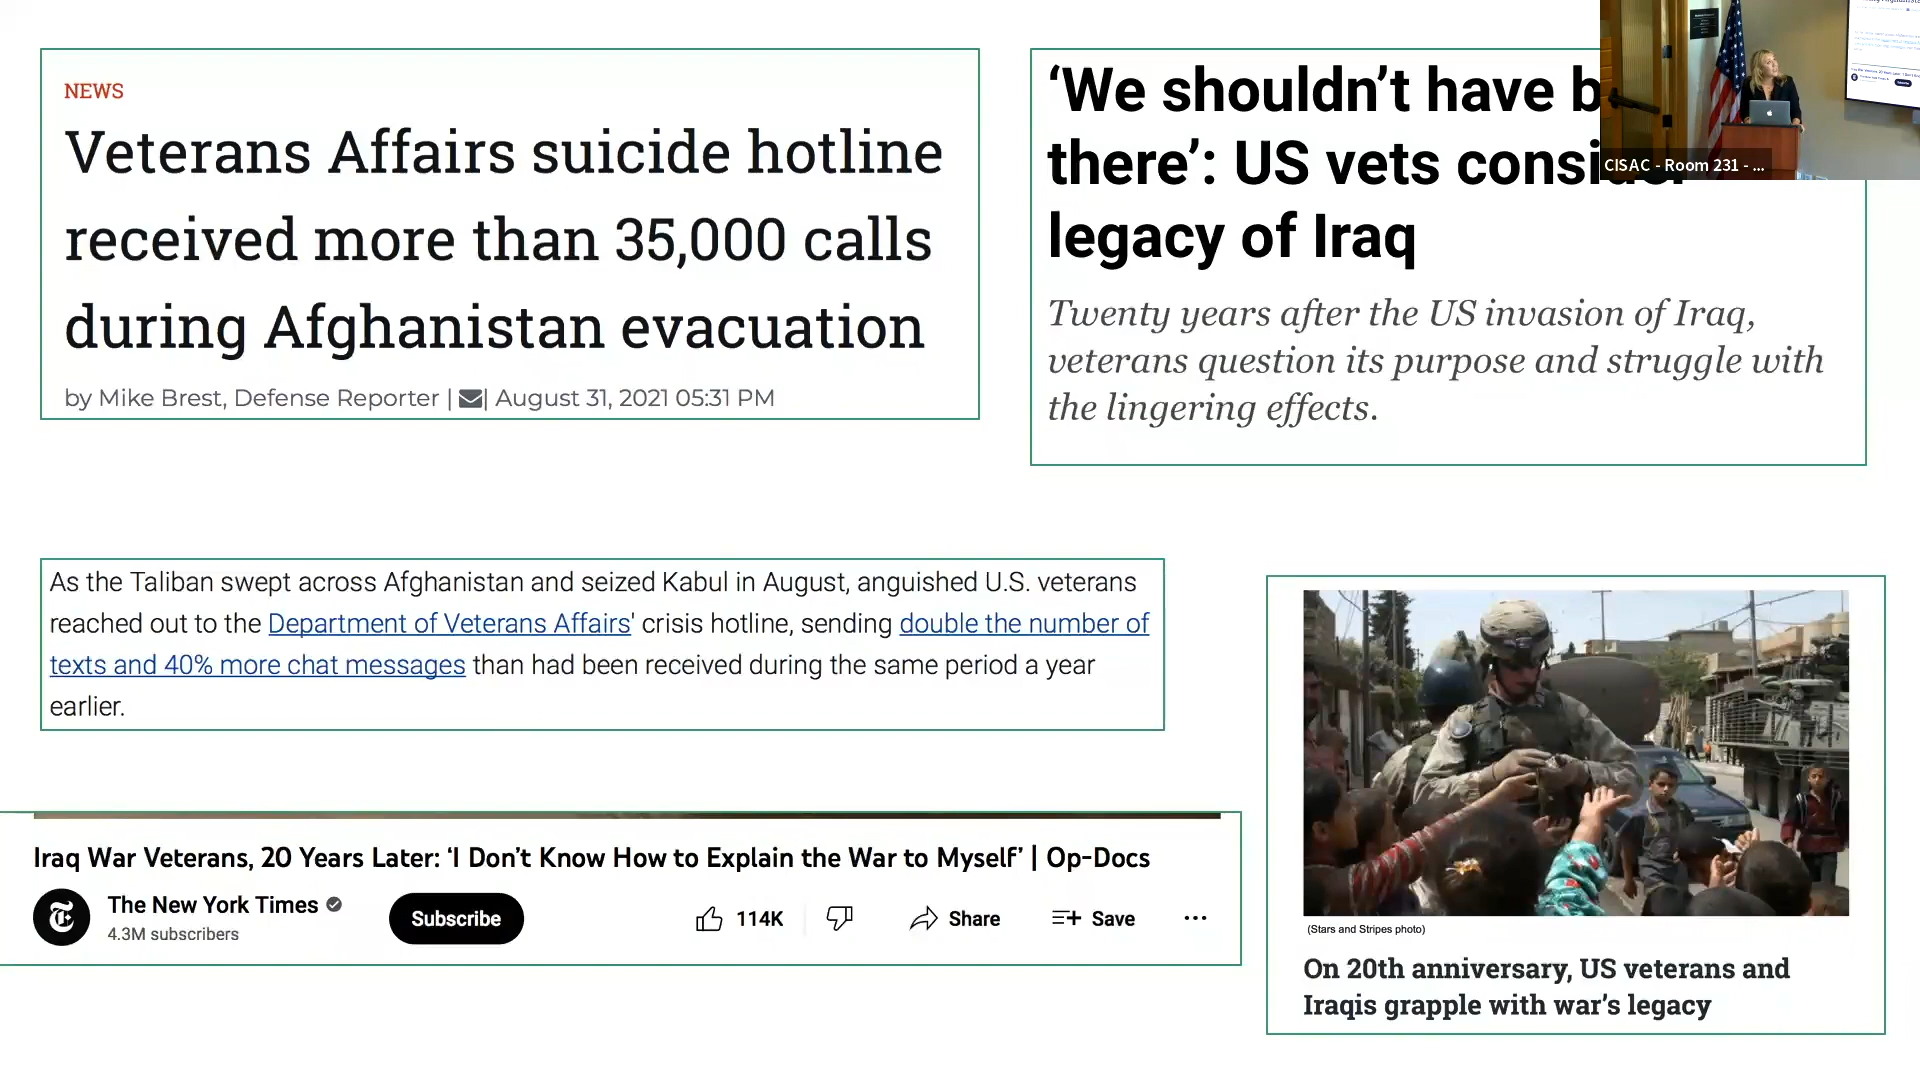 NEWS
Veterans Affairs suicide hotline
received more than 35,000 calls
during Afghanistan evacuation
by Mike Brest, Defense Reporter | | August 31, 2021 05:31 PM
‘We shouldn’t have b
there’: US vets consider
legacy of Iraq
Twenty years after the US invasion of Iraq,
veterans question its purpose and struggle with
the lingering effects.
CISAC - Room 231 - ...
As the Taliban swept across Afghanistan and seized Kabul in August, anguished U.S. veterans
reached out to the Department of Veterans Affairs' crisis hotline, sending double the number of
texts and 40% more chat messages than had been received during the same period a year
earlier.
Iraq War Veterans, 20 Years Later: ‘I Don’t Know How to Explain the War to Myself’ | Op-Docs
The New York Times
4.3M subscribers
Subscribe
114K
Share
Save
...
(Stars and Stripes photo)
On 20th anniversary, US veterans and
Iraqis grapple with war’s legacy